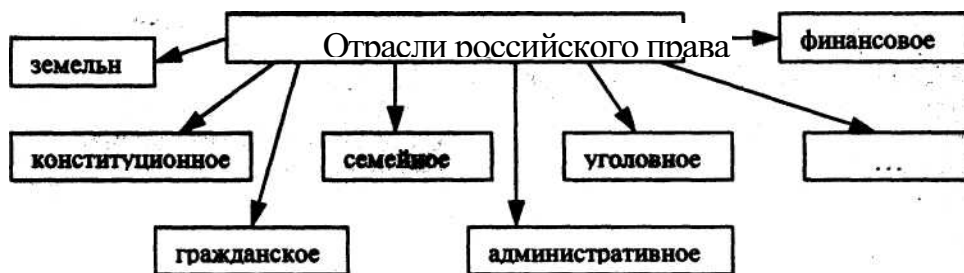 Отрасли российского права
финансовое
земельн
конституционное
семейное
уголовное
...
гражданское
административное